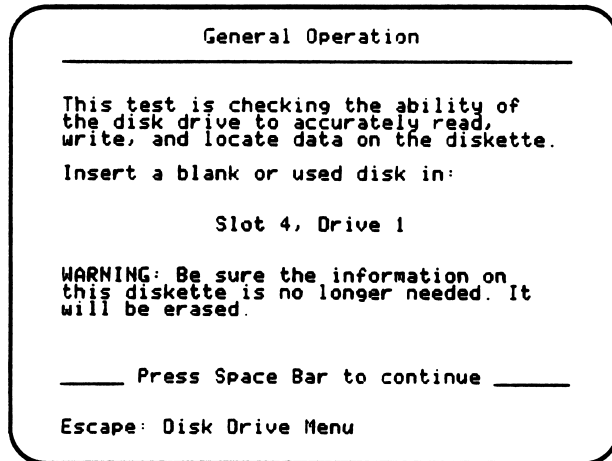 General Operation
This test is checking the ability of
the disk drive to accurately read,
write, and locate data on the diskette.
Insert a blank or used disk in:
Slot 4, Drive 1
WARNING: Be sure the information on
this diskette is no longer needed. It
will be erased.
_____ Press Space Bar to continue ______
Escape: Disk Drive Menu